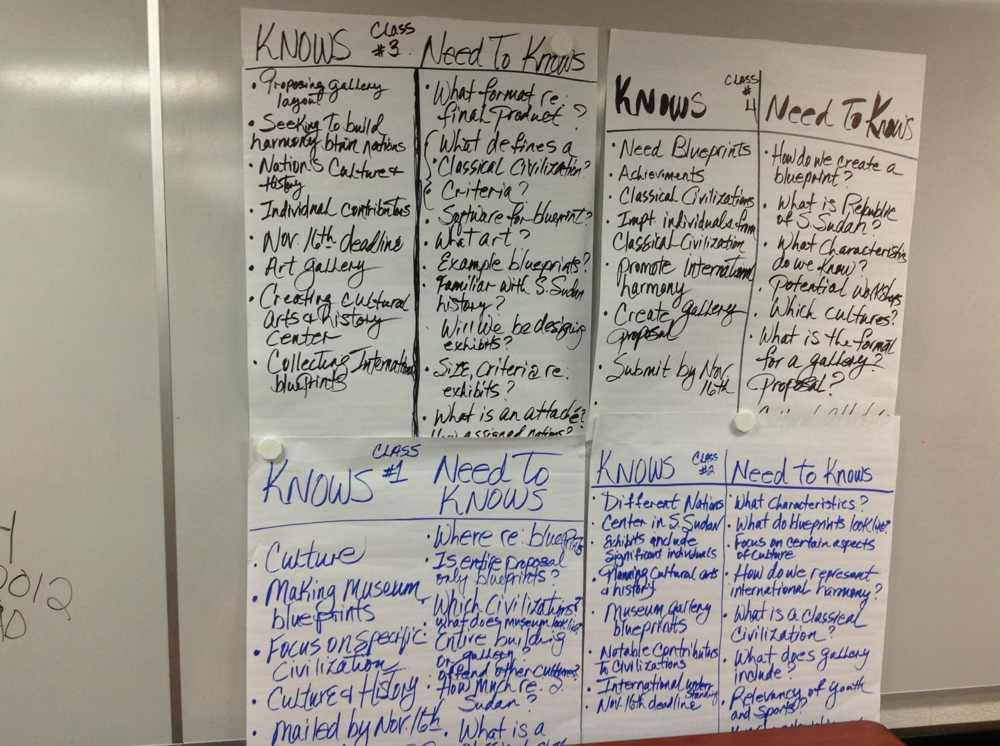 KNOWS CLASS #3
• Proposing gallery
layout
• Seeking to build
harmony btwn nations
• Nation's Culture &
History
• Individual contributors
• Nov. 16th deadline
• Art gallery
• Creating cultural
arts & history
center
• Collecting International
blueprints
Need To Knows
• What format re:
final Product?
What defines a
• Classical Civilization?
• Criteria?
• Software for blueprint?
• What art?
• Example blueprints?
• Familiar with S. Sudan
history?
Will we be designing
exhibits?
• Size, criteria re:
exhibits?
• What is an attaché?
How assigned nations?
KNOWS CLASS # 4
• Need Blueprints
• Achievements
• Classical Civilizations
• Impt. individuals from
Classical Civilization
• promote International
harmony
• Create gallery
proposal
• Submit by Nov.
16th
Need To Knows
• How do we create a
blueprint?
• What is Republic
of S. Sudan?
• What Characteristics
do we know?
• Potential workshops
• Which cultures?
• What is the format
for a gallery?
Proposal?
KNOWS CLASS #1
• Culture
• Making Museum
blueprints
• Focus on specific
Civilization
• Culture & History
• mailed by Nov. 16th
Need To
KNOWS
• Where re: blueprints
• Is entire proposal
only blueprints?
• Which Civilizations?
• What does museum look like?
• Entire building
or gallery?
• offend other cultures?
• How much re: S.
Sudan?
• What is a
KNOWS CLASS #2
• Different Nations
• Center in S. Sudan
• Exhibits include
significant individuals
• Planning Cultural arts
& history
• Museum gallery
blueprints
• Notable Contributors
to Civilizations
• International under-
standing
• Nov. 16th deadline
Need to Knows
• What Characteristics?
• What do blueprints look like?
• Focus on certain aspects
of culture
• How do we represent
international harmony?
• What is a classical
Civilization?
• What does gallery
include?
• Relevancy of youth
and sports?
2012